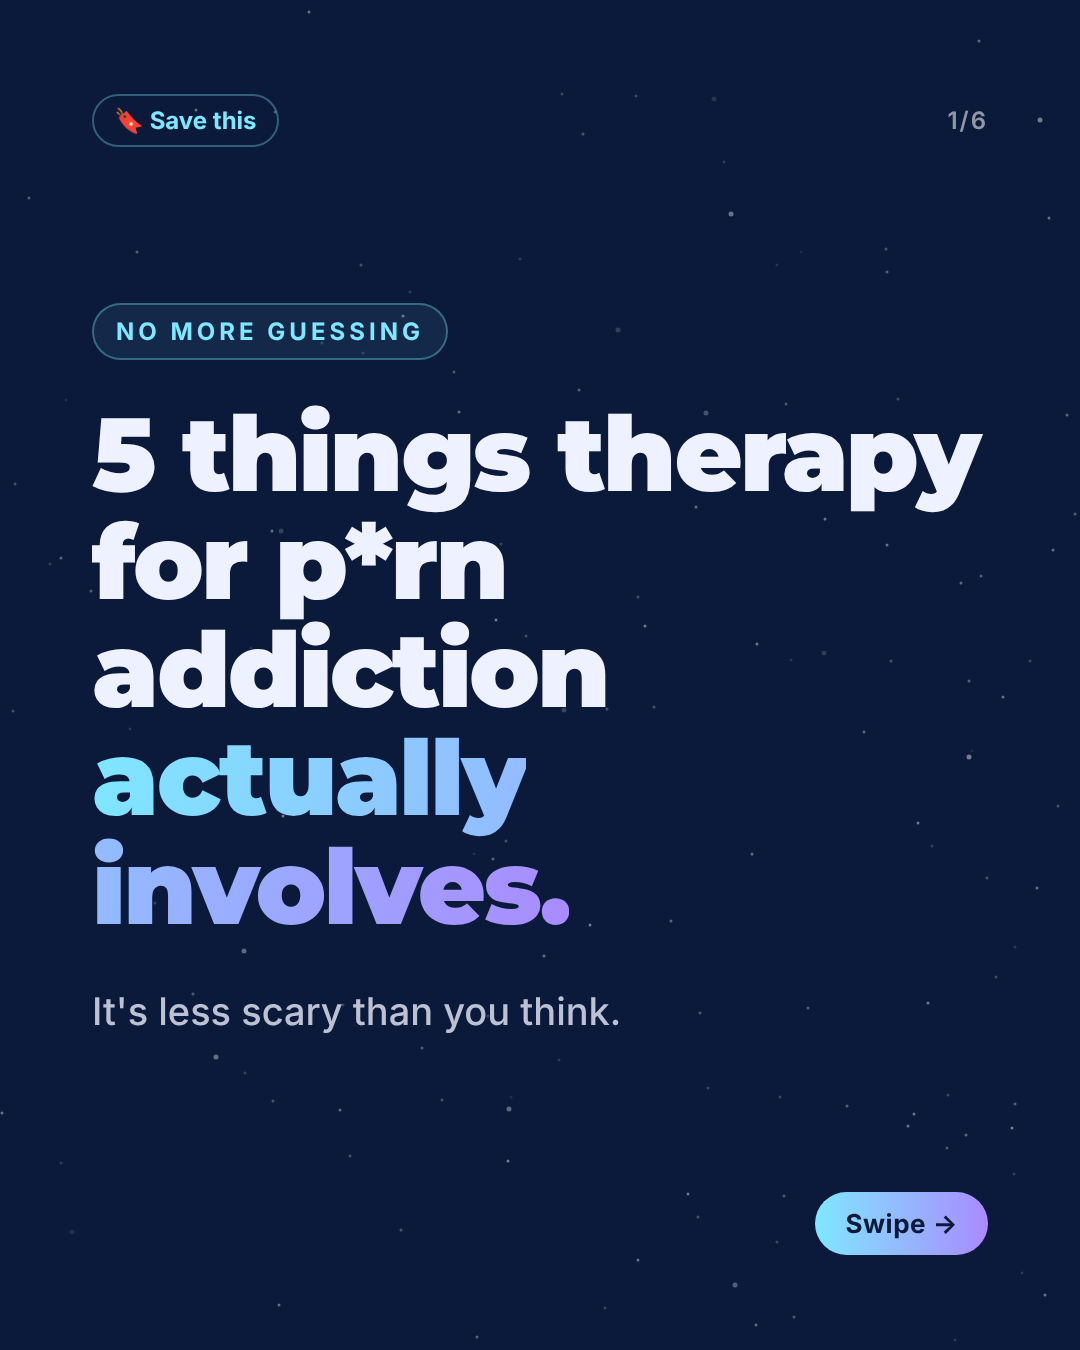 🔖 Save this
1/6
NO MORE GUESSING
5 things therapy
for p*rn
addiction
actually
involves.
It's less scary than you think.
Swipe →